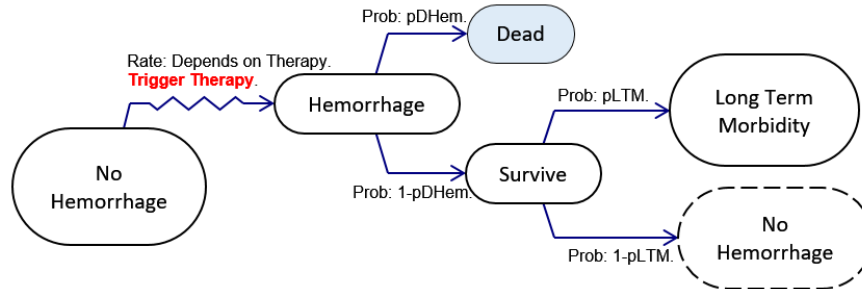 Prob: pDHem.
Dead
Rate: Depends on Therapy.
Trigger Therapy.
Hemorrhage
Prob: pLTM.
Long Term
Morbidity
No
Hemorrhage
Prob: 1-pDHem.
Survive
Prob: 1-pLTM.
No
Hemorrhage